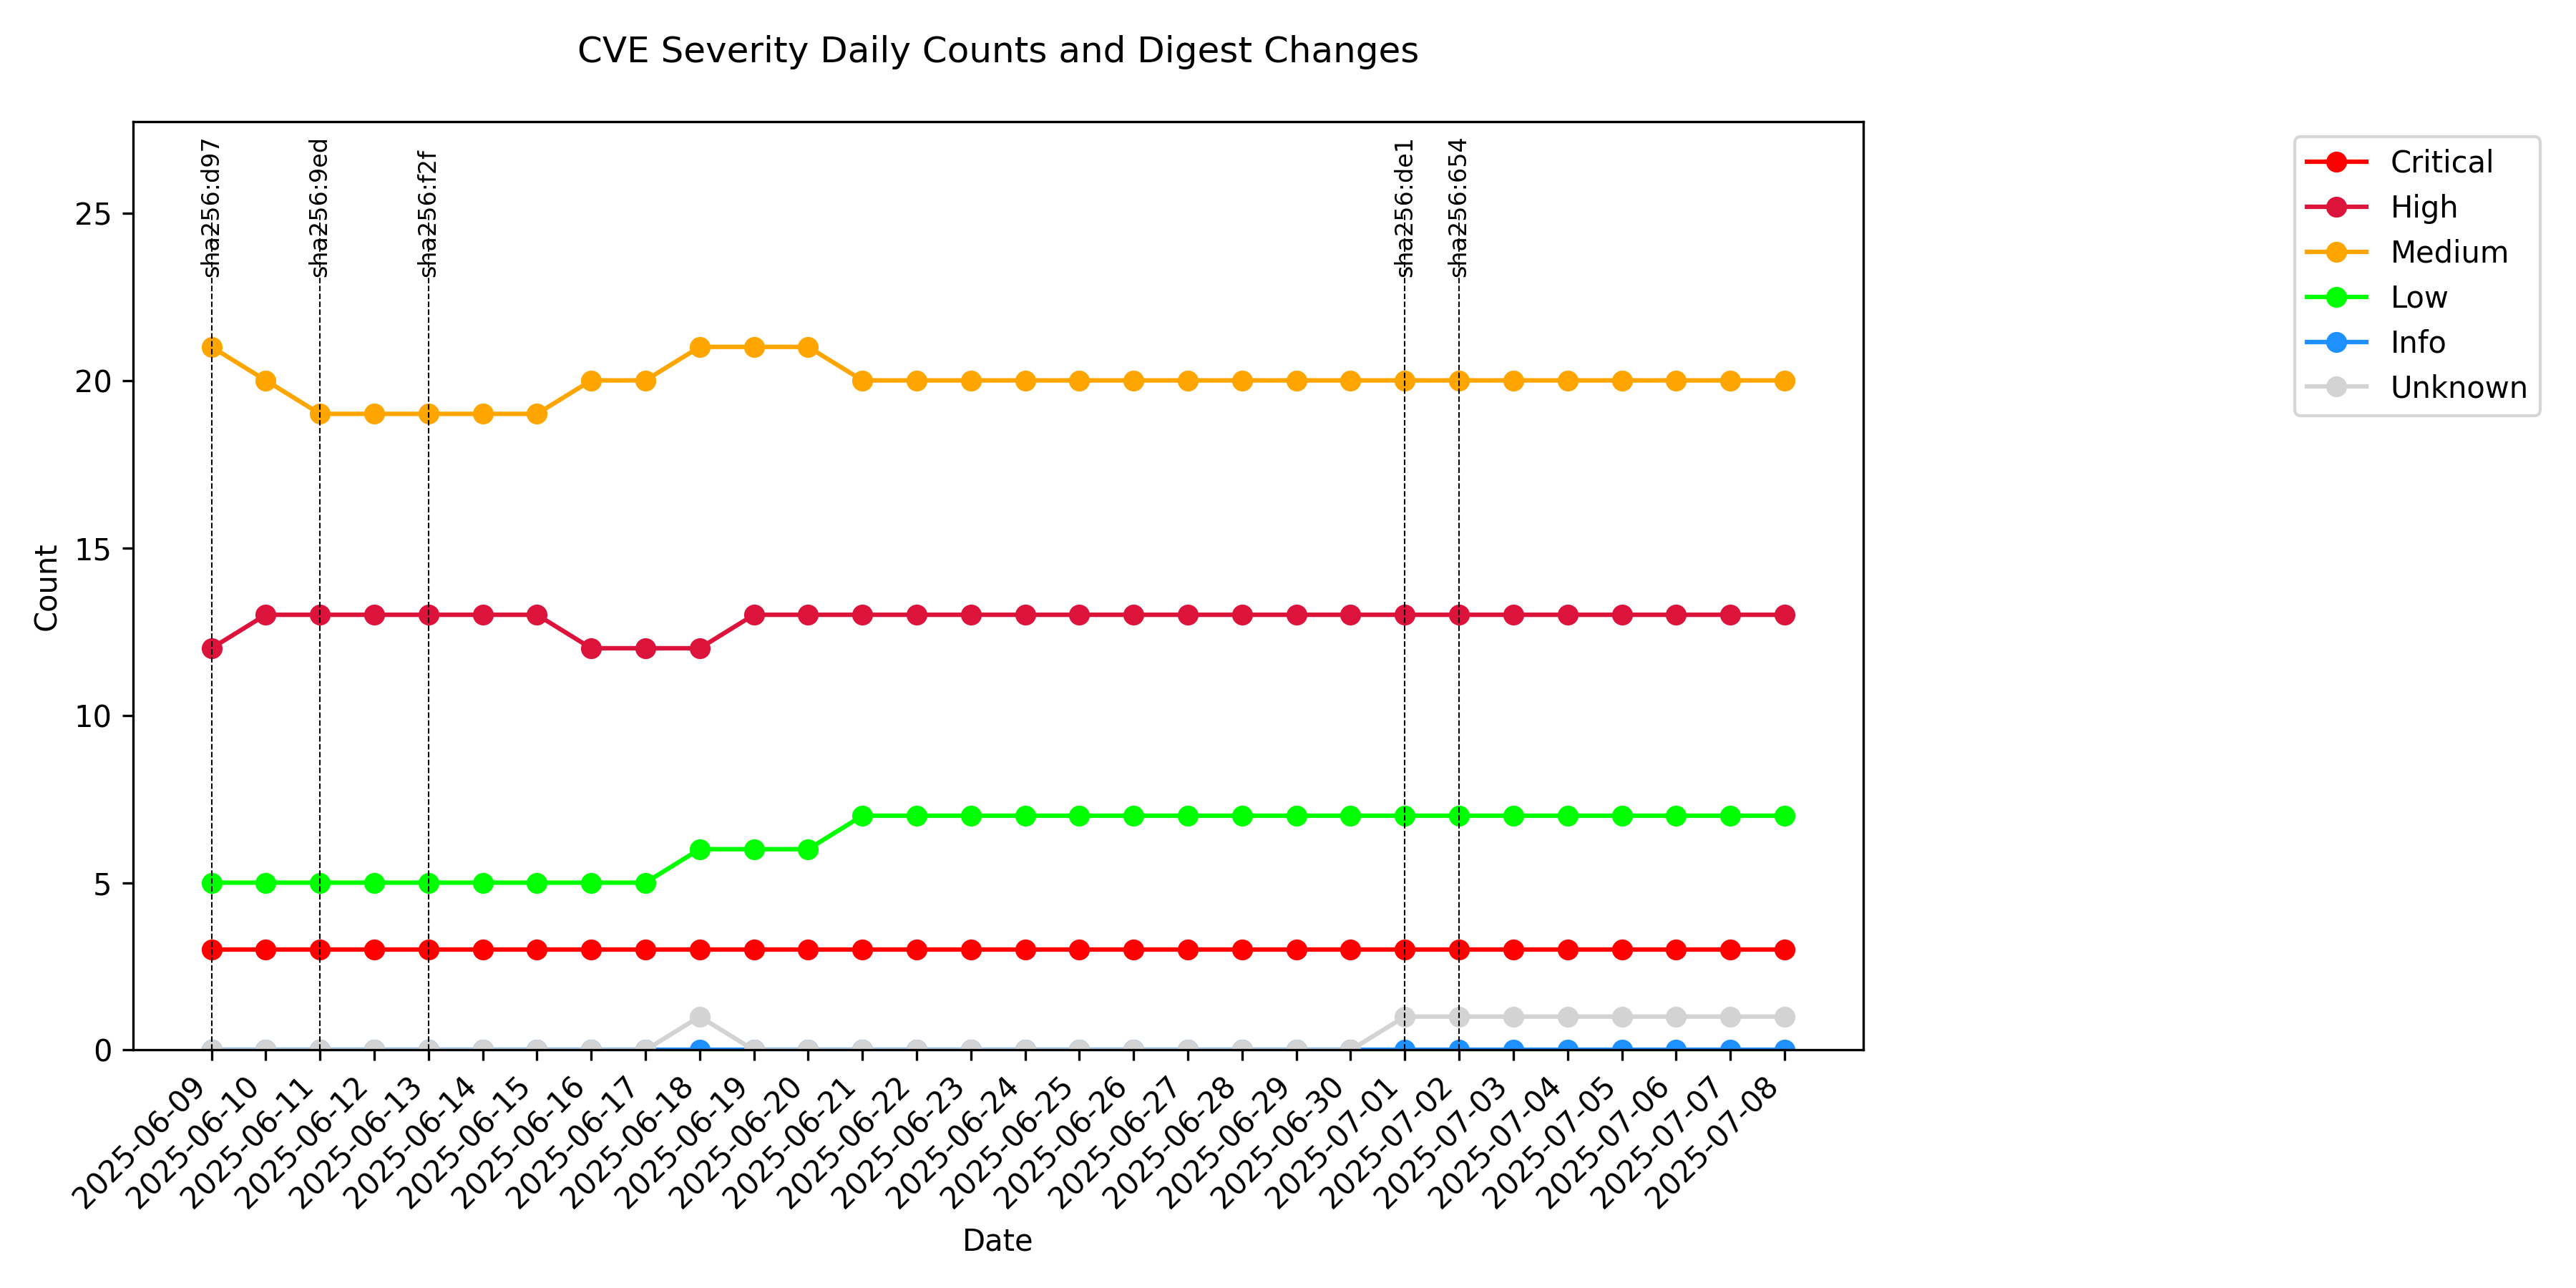 CVE Severity Daily Counts and Digest Changes
sha256:d97
sha256:9ed
sha256:f2f
sha256:de1
sha256:654
Critical
High
Medium
Low
Info
Unknown
Count
25
20
15
10
5
0
2025-06-09
2025-06-10
2025-06-11
2025-06-12
2025-06-13
2025-06-14
2025-06-15
2025-06-16
2025-06-17
2025-06-18
2025-06-19
2025-06-20
2025-06-21
2025-06-22
2025-06-23
2025-06-24
2025-06-25
2025-06-26
2025-06-27
2025-06-28
2025-06-29
2025-06-30
2025-07-01
2025-07-02
2025-07-03
2025-07-04
2025-07-05
2025-07-06
2025-07-07
2025-07-08
Date